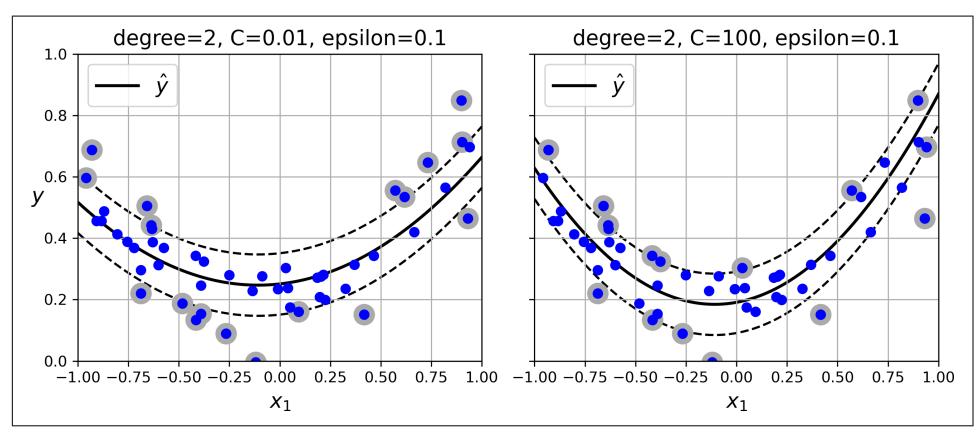 degree=2, C=0.01, epsilon=0.1
ŷ
y
1.0
0.8
0.6
0.4
0.2
0.0
−1.00 −0.75 −0.50 −0.25 0.00 0.25 0.50 0.75 1.00
x₁
degree=2, C=100, epsilon=0.1
ŷ
−1.00 −0.75 −0.50 −0.25 0.00 0.25 0.50 0.75 1.00
x₁